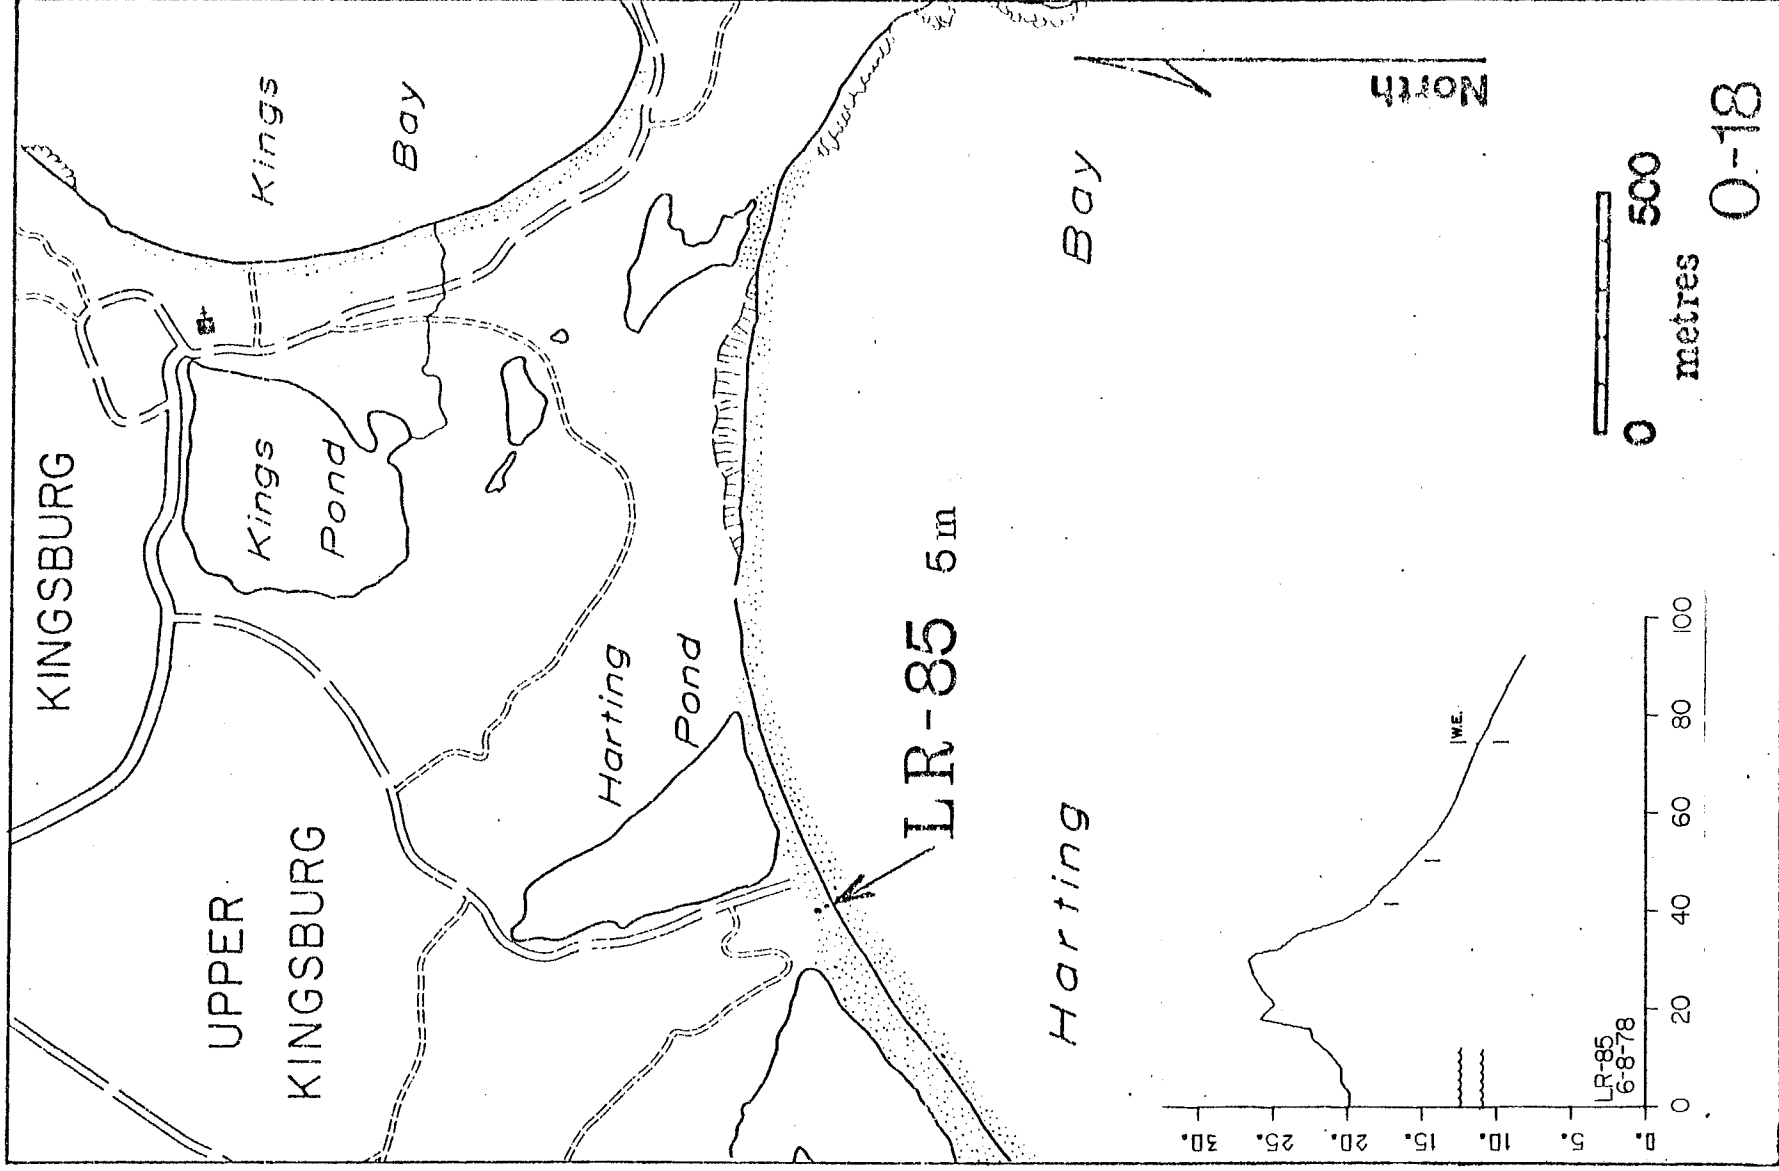 KINGSBURG
UPPER
KINGSBURG
Kings
Bay
Kings
Pond
Harting
Pond
Harting Bay
LR-85 5m
North
0 500
metres
O-18
LR-85
6-8-78
W.E.
30.
25.
20.
15.
10.
5.
0.
0 20 40 60 80 100